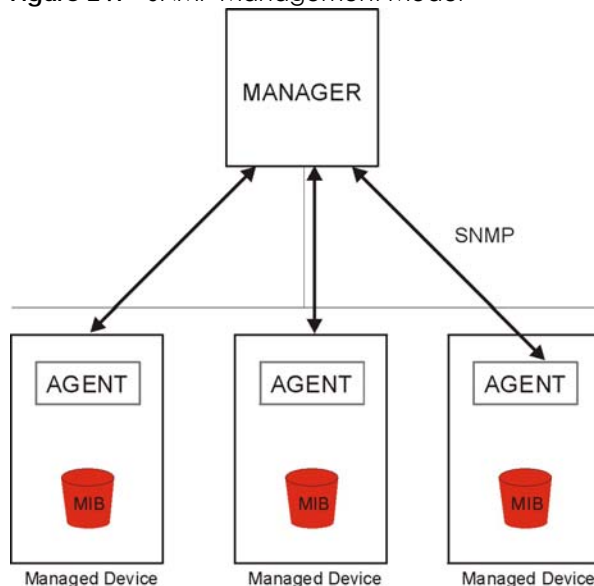 MANAGER
SNMP
AGENT AGENT AGENT
MIB MIB MIB
Managed Device Managed Device Managed Device